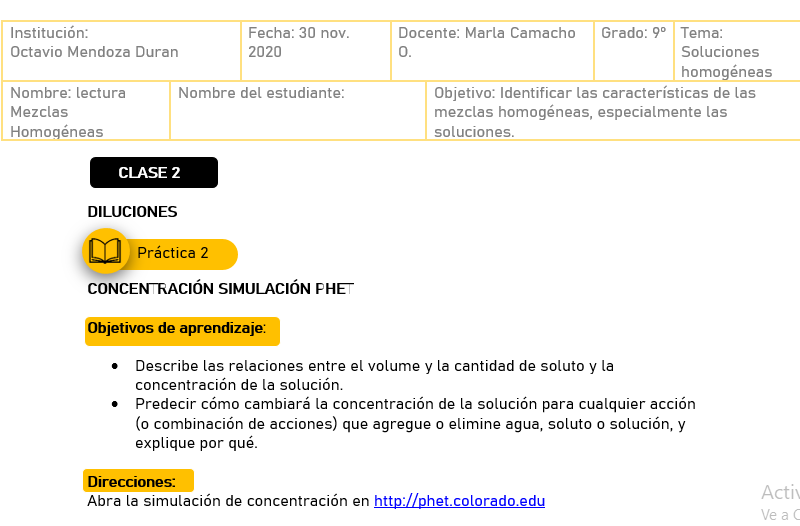 Institución:
Octavio Mendoza Duran
Fecha: 30 nov.
2020
Docente: Marla Camacho
O.
Grado: 9º
Tema:
Soluciones
homogéneas
Nombre: lectura
Mezclas
Homogéneas
Nombre del estudiante:
Objetivo: Identificar las características de las
mezclas homogéneas, especialmente las
soluciones.
CLASE 2
DILUCIONES
Práctica 2
CONCENTRACIÓN SIMULACIÓN PHET
Objetivos de aprendizaje:
• Describe las relaciones entre el volume y la cantidad de soluto y la
concentración de la solución.
• Predecir cómo cambiará la concentración de la solución para cualquier acción
(o combinación de acciones) que agregue o elimine agua, soluto o solución, y
explique por qué.
Direcciones:
Abra la simulación de concentración en http://phet.colorado.edu
Activ
Ve a C